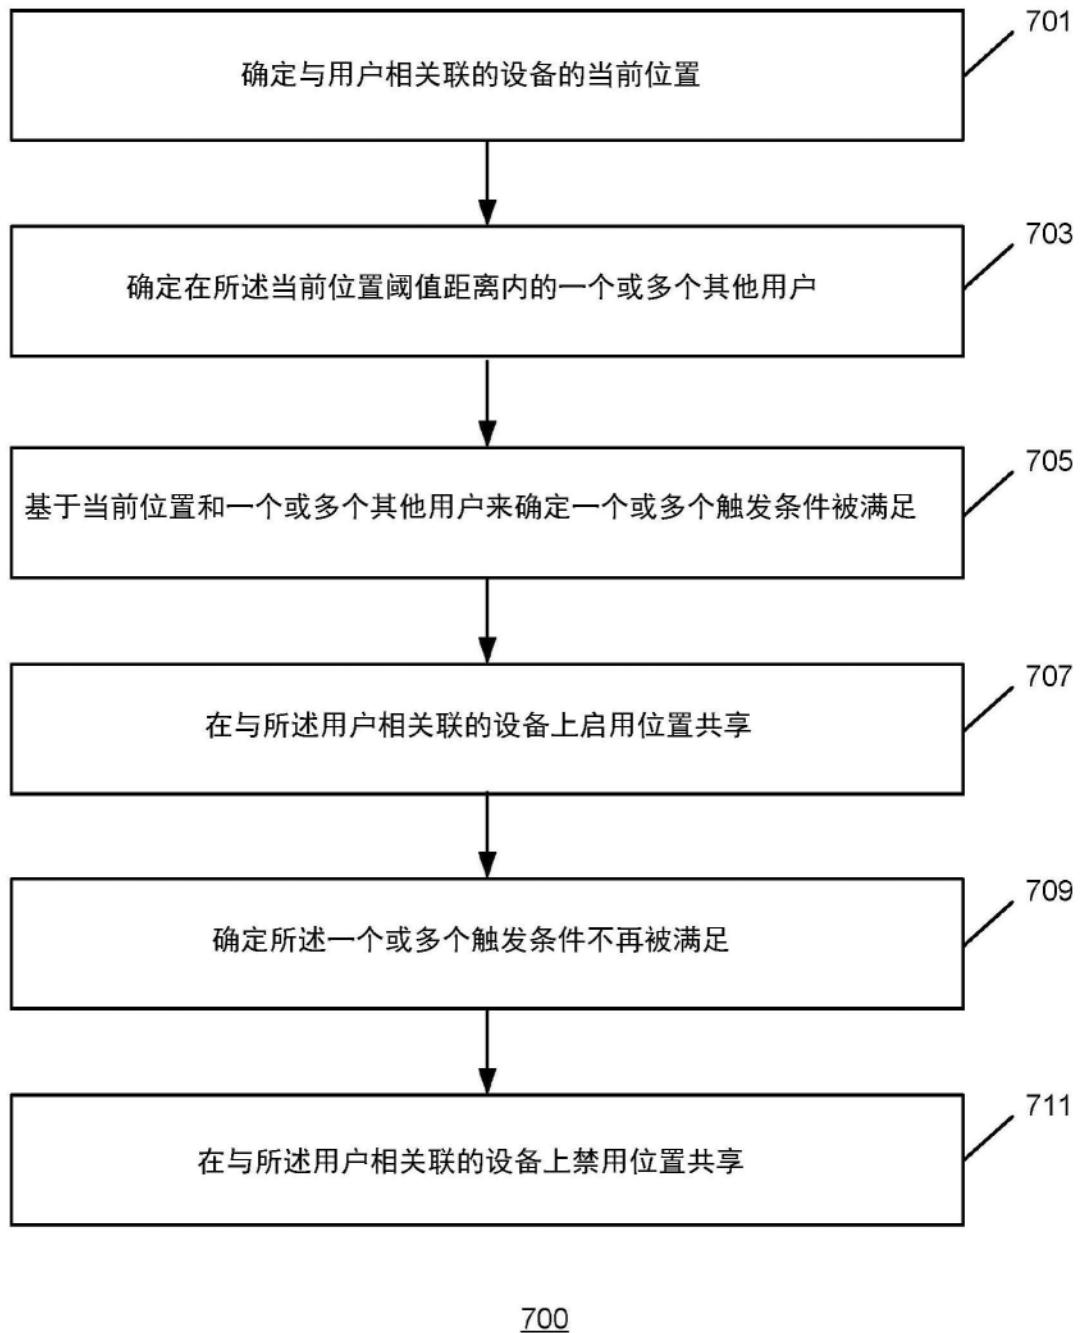 701
确定与用户相关联的设备的当前位置
703
确定在所述当前位置阈值距离内的一个或多个其他用户
705
基于当前位置和一个或多个其他用户来确定一个或多个触发条件被满足
707
在与所述用户相关联的设备上启用位置共享
709
确定所述一个或多个触发条件不再被满足
711
在与所述用户相关联的设备上禁用位置共享
700